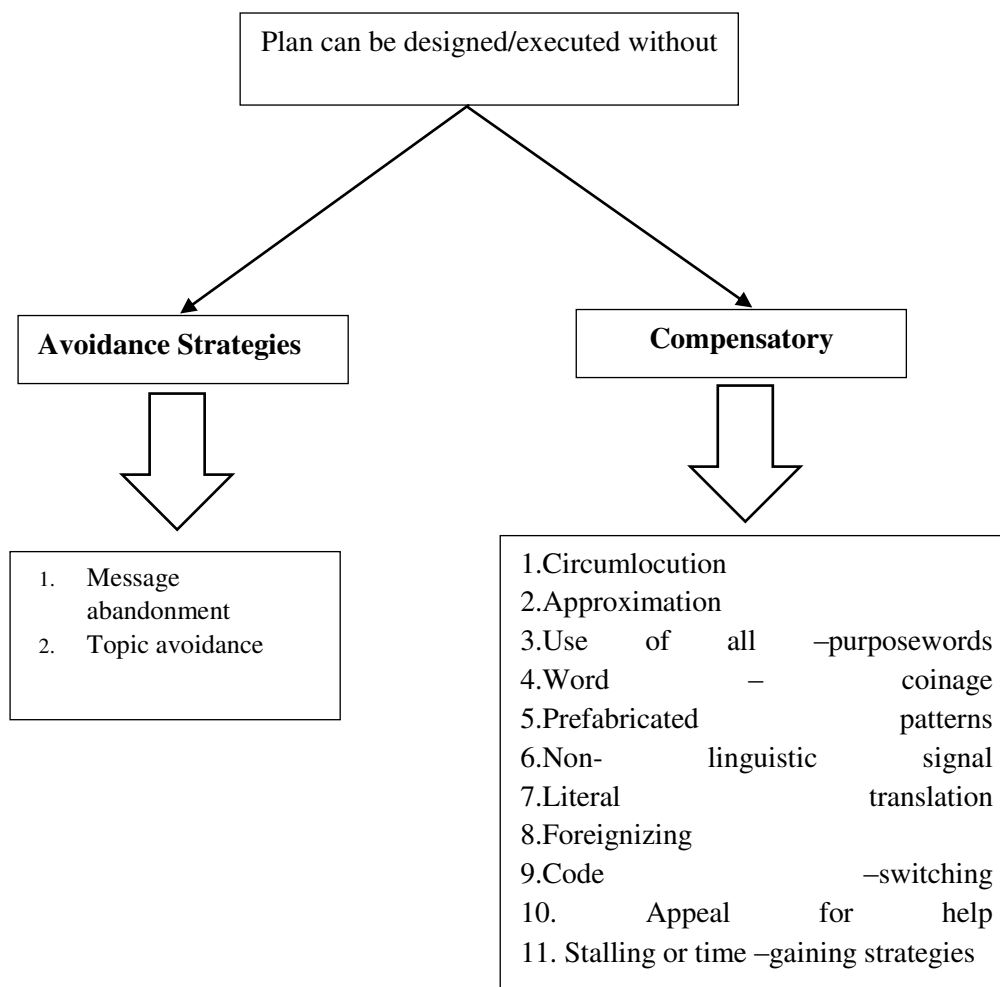 Plan can be designed/executed without
Avoidance Strategies
Compensatory
1. Message
abandonment
2. Topic avoidance
1.Circumlocution
2.Approximation
3.Use of all –purposewords
4.Word – coinage
5.Prefabricated patterns
6.Non- linguistic signal
7.Literal translation
8.Foreignizing
9.Code –switching
10. Appeal for help
11. Stalling or time –gaining strategies